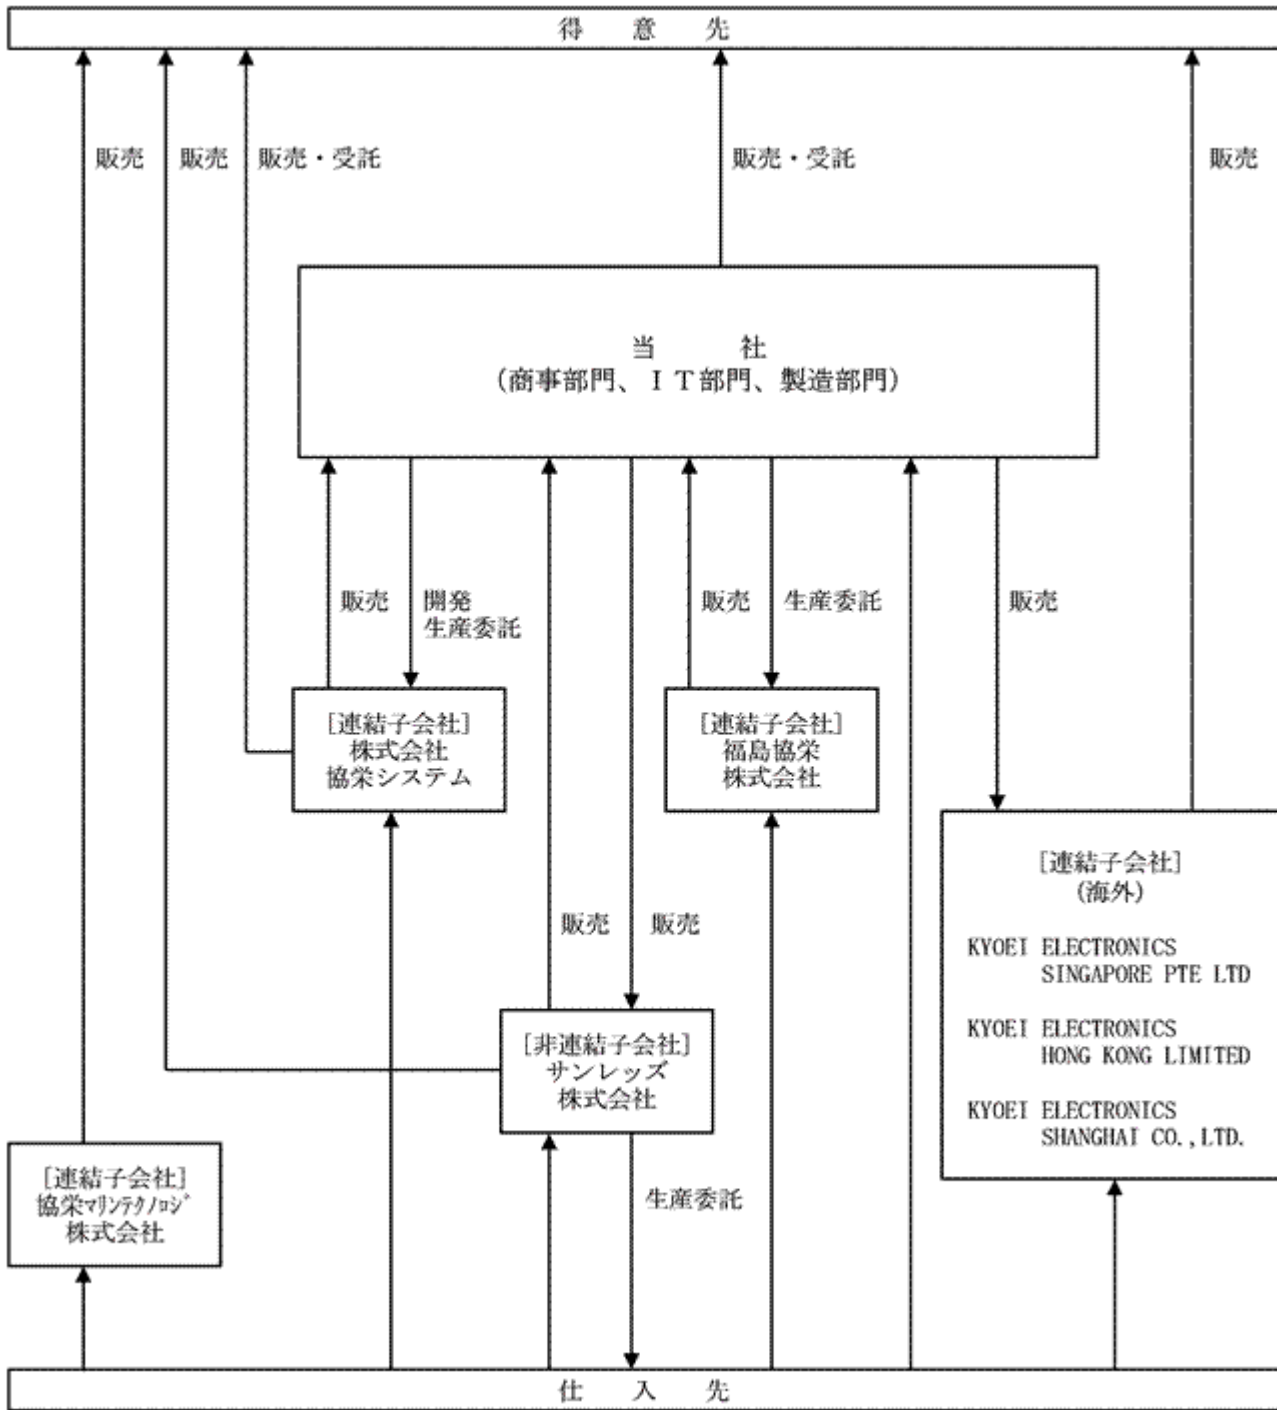 得 意 先
販売
販売
販売・受託
販売・受託
販売
当 社
(商事部門、ＩＴ部門、製造部門)
販売
開発
生産委託
販売
生産委託
販売
[連結子会社]
株式会社
協栄システム
[連結子会社]
福島協栄
株式会社
[連結子会社]
(海外)
KYOEI ELECTRONICS
SINGAPORE PTE LTD
KYOEI ELECTRONICS
HONG KONG LIMITED
KYOEI ELECTRONICS
SHANGHAI CO.,LTD.
販売
販売
[非連結子会社]
サンレッズ
株式会社
生産委託
[連結子会社]
協栄ﾏﾘﾝﾃｸﾉﾛｼﾞ
株式会社
仕 入 先